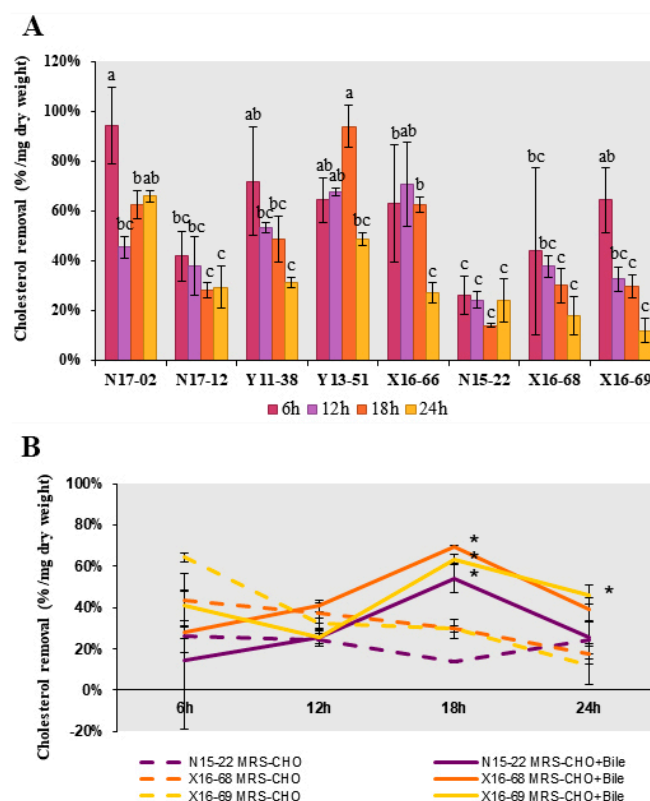 A
120%
100%
80%
60%
40%
20%
0%
Cholesterol removal (%/mg dry weight)
a bc b ab
bc bc c c
ab bc bc c
ab ab a bc
b ab b c
c c c c
bc bc c c
ab bc c c
N17-02 N17-12 Y11-38 Y13-51 X16-66 N15-22 X16-68 X16-69
6h 12h 18h 24h
B
100%
80%
60%
40%
20%
0%
-20%
Cholesterol removal (%/mg dry weight)
*
*
*
*
6h 12h 18h 24h
N15-22 MRS-CHO N15-22 MRS-CHO+Bile
X16-68 MRS-CHO X16-68 MRS-CHO+Bile
X16-69 MRS-CHO X16-69 MRS-CHO+Bile